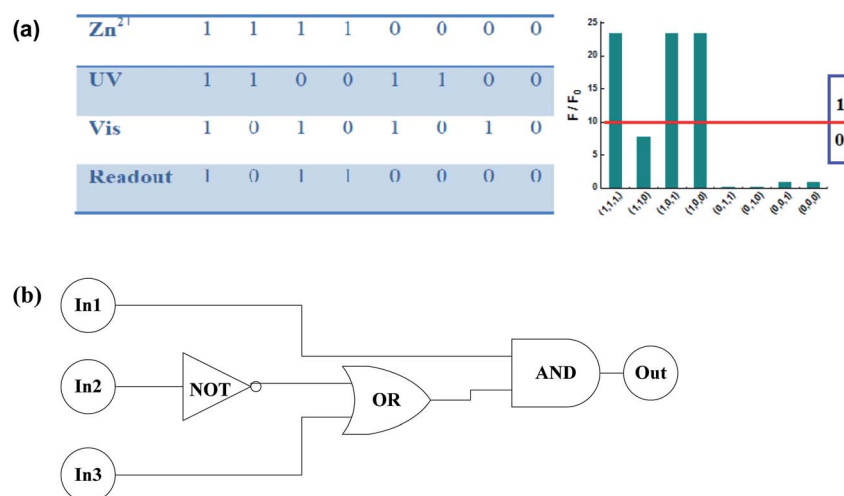 (a)
Zn²⁺ 1 1 1 1 0 0 0 0
UV 1 1 0 0 1 1 0 0
Vis 1 0 1 0 1 0 1 0
Readout 1 0 1 1 0 0 0 0
F / F₀
25
20
15
10
5
0
(1,1,1,)
(1,1,0)
(1,0,1)
(1,0,0)
(0,1,1)
(0,1,0)
(0,0,1)
(0,0,0)
1
0
(b)
In1
In2
NOT
OR
AND
Out
In3